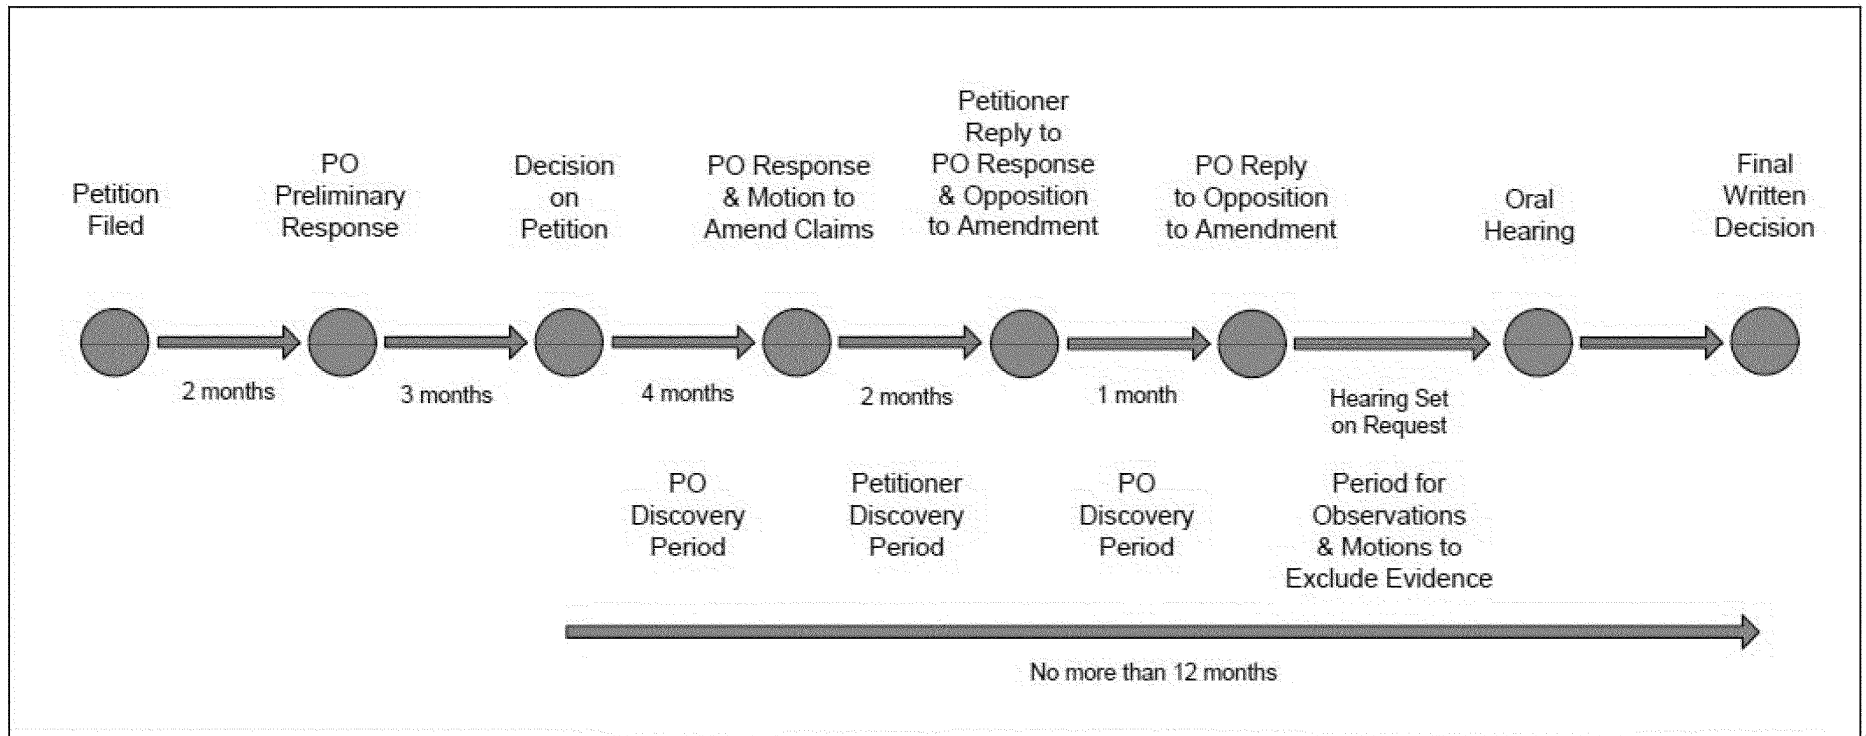 Petition
Filed
PO
Preliminary
Response
Decision
on
Petition
PO Response
& Motion to
Amend Claims
Petitioner
Reply to
PO Response
& Opposition
to Amendment
PO Reply
to Opposition
to Amendment
Oral
Hearing
Final
Written
Decision
2 months
3 months
4 months
2 months
1 month
Hearing Set
on Request
PO
Discovery
Period
Petitioner
Discovery
Period
PO
Discovery
Period
Period for
Observations
& Motions to
Exclude Evidence
No more than 12 months